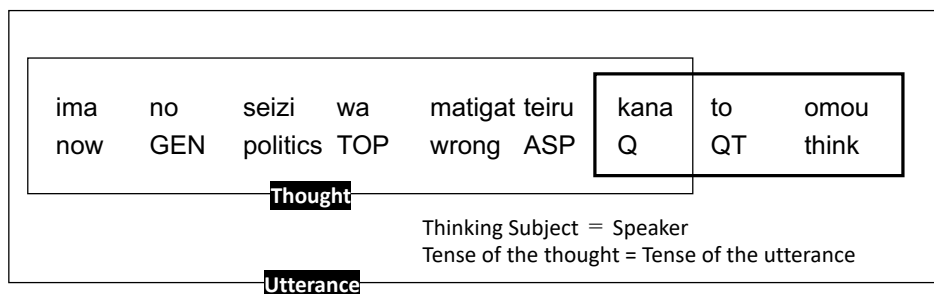 ima no seizi wa matigat teiru kana to omou
now GEN politics TOP wrong ASP Q QT think
Thought
Thinking Subject = Speaker
Tense of the thought = Tense of the utterance
Utterance